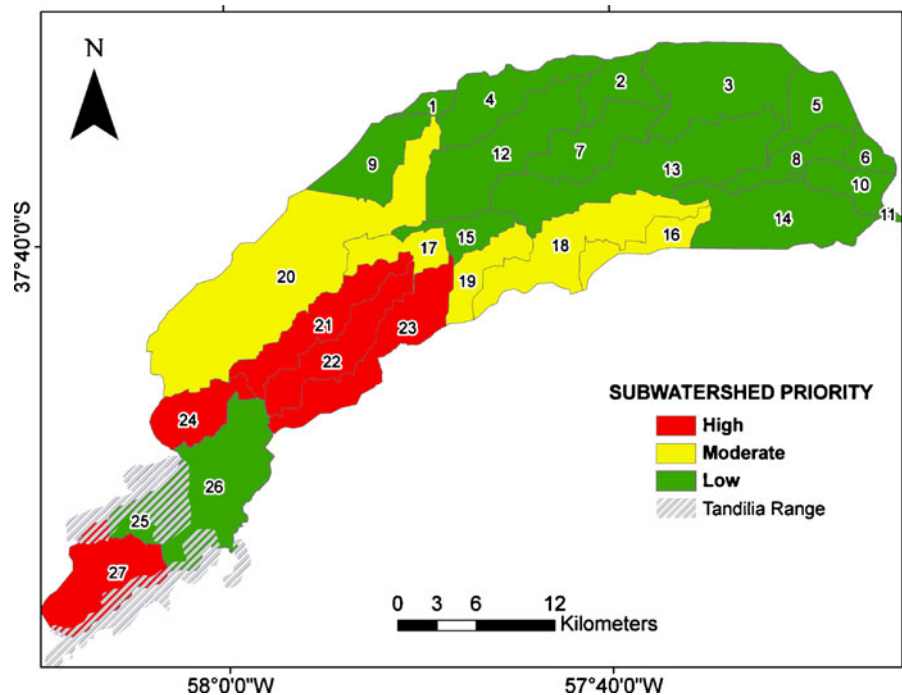 N
1
4
2
3
5
9
12
7
13
8
6
10
11
14
37°40'0"S
15
17
18
16
20
19
21
23
22
24
26
25
27
SUBWATERSHED PRIORITY
High
Moderate
Low
Tandilia Range
0 3 6 12
Kilometers
58°0'0"W 57°40'0"W